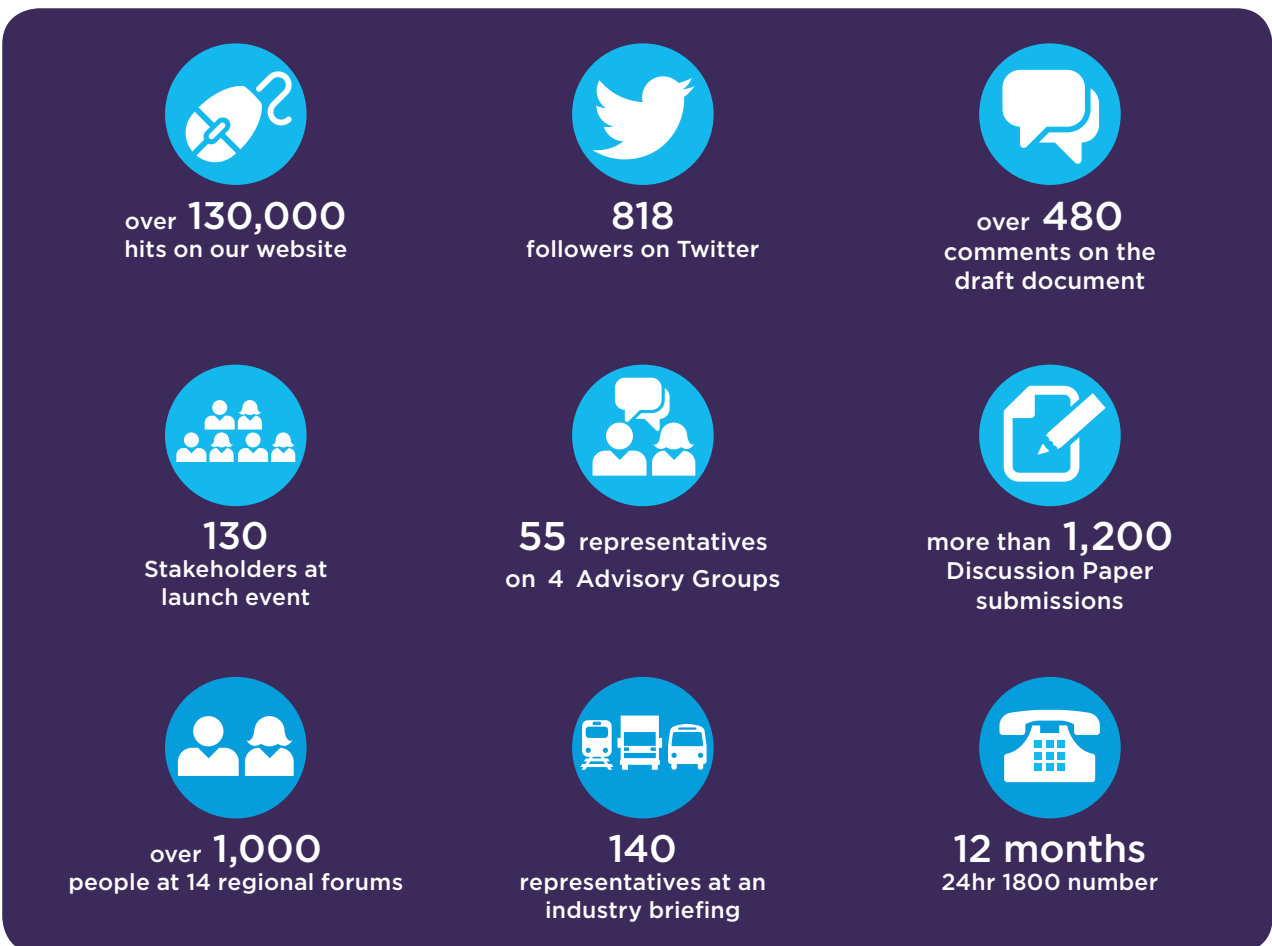 over 130,000
hits on our website
818
followers on Twitter
over 480
comments on the
draft document
130
Stakeholders at
launch event
55 representatives
on 4 Advisory Groups
more than 1,200
Discussion Paper
submissions
over 1,000
people at 14 regional forums
140
representatives at an
industry briefing
12 months
24hr 1800 number